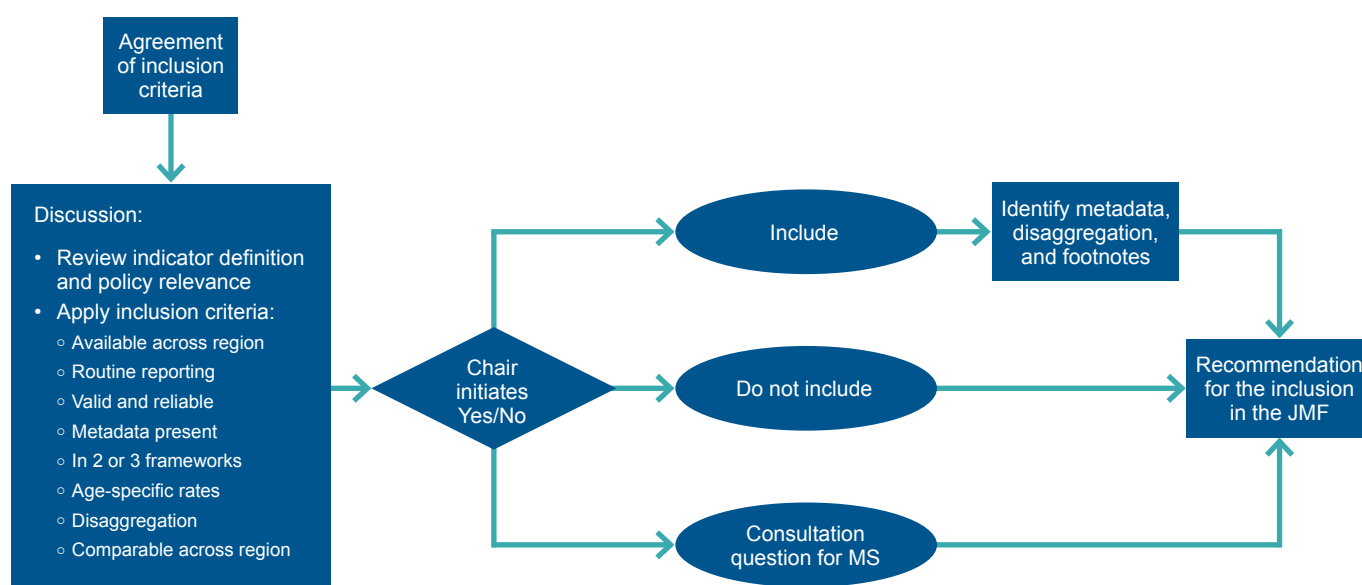 Agreement
of inclusion
criteria
Discussion:
• Review indicator definition
and policy relevance
• Apply inclusion criteria:
○ Available across region
○ Routine reporting
○ Valid and reliable
○ Metadata present
○ In 2 or 3 frameworks
○ Age-specific rates
○ Disaggregation
○ Comparable across region
Chair
initiates
Yes/No
Include
Do not include
Consultation
question for MS
Identify metadata,
disaggregation,
and footnotes
Recommendation
for the inclusion
in the JMF